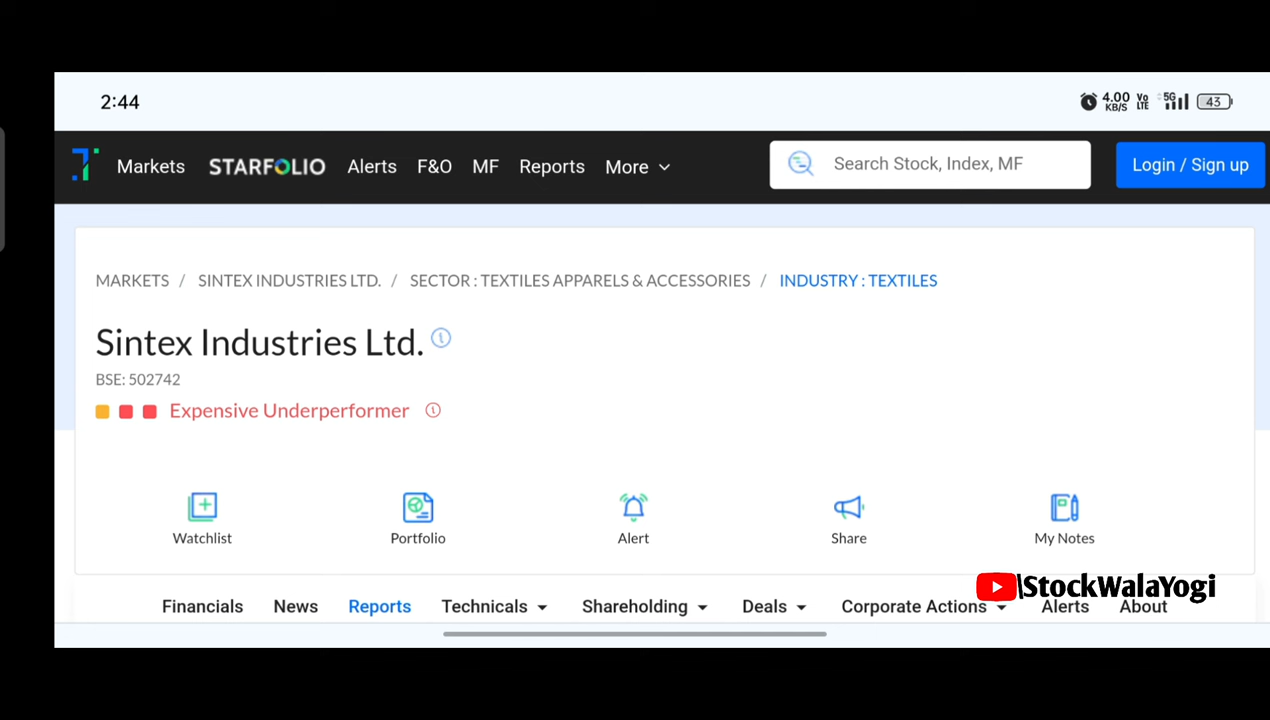 2:44 4.00 KB/S Vo LTE 5G 43
Markets STARFOLIO Alerts F&O MF Reports More Search Stock, Index, MF Login / Sign up
MARKETS / SINTEX INDUSTRIES LTD. / SECTOR : TEXTILES APPARELS & ACCESSORIES / INDUSTRY : TEXTILES
Sintex Industries Ltd.
BSE: 502742
Expensive Underperformer
Watchlist Portfolio Alert Share My Notes
\StockWalaYogi
Financials News Reports Technicals Shareholding Deals Corporate Actions Alerts About